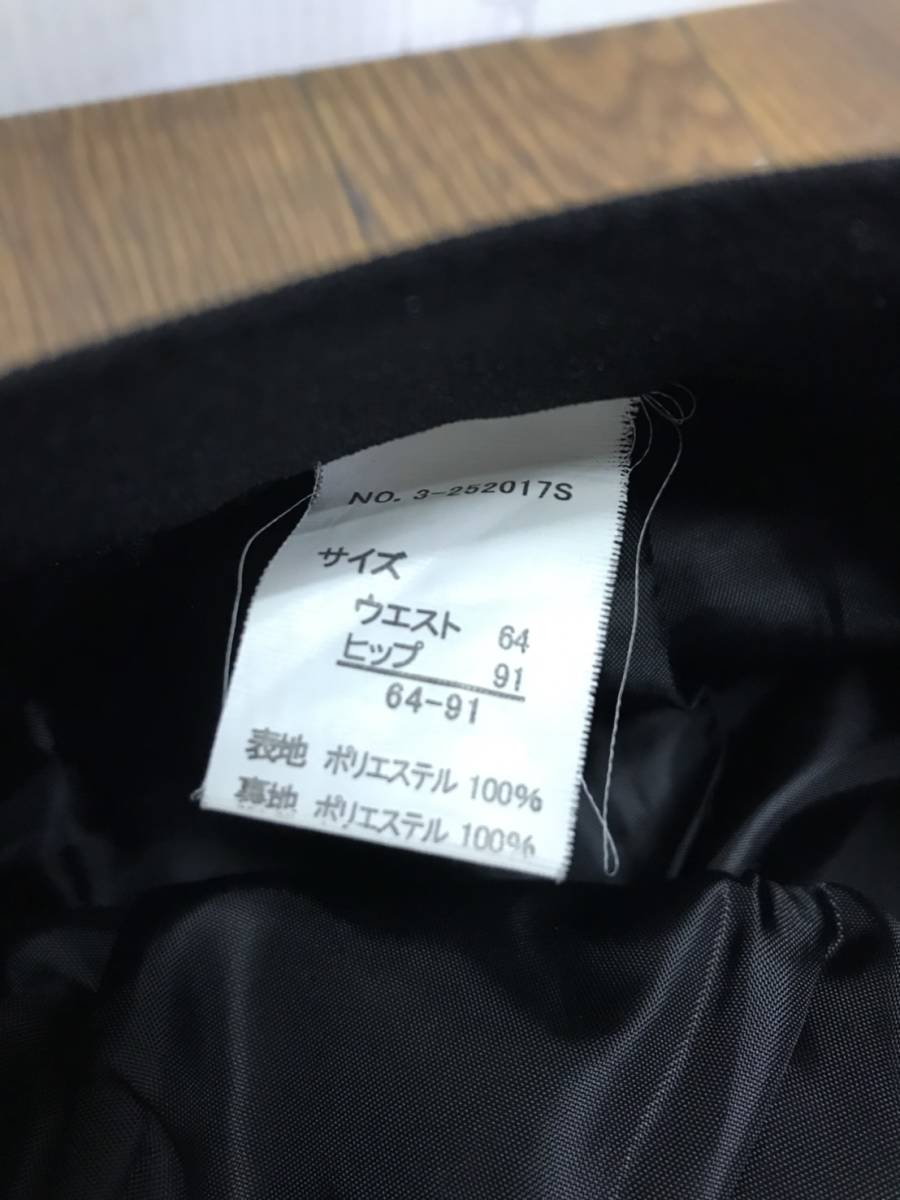 NO. 3-252017S
サイズ
ウエスト 64
ヒップ 91
64-91
表地 ポリエステル 100%
裏地 ポリエステル 100%